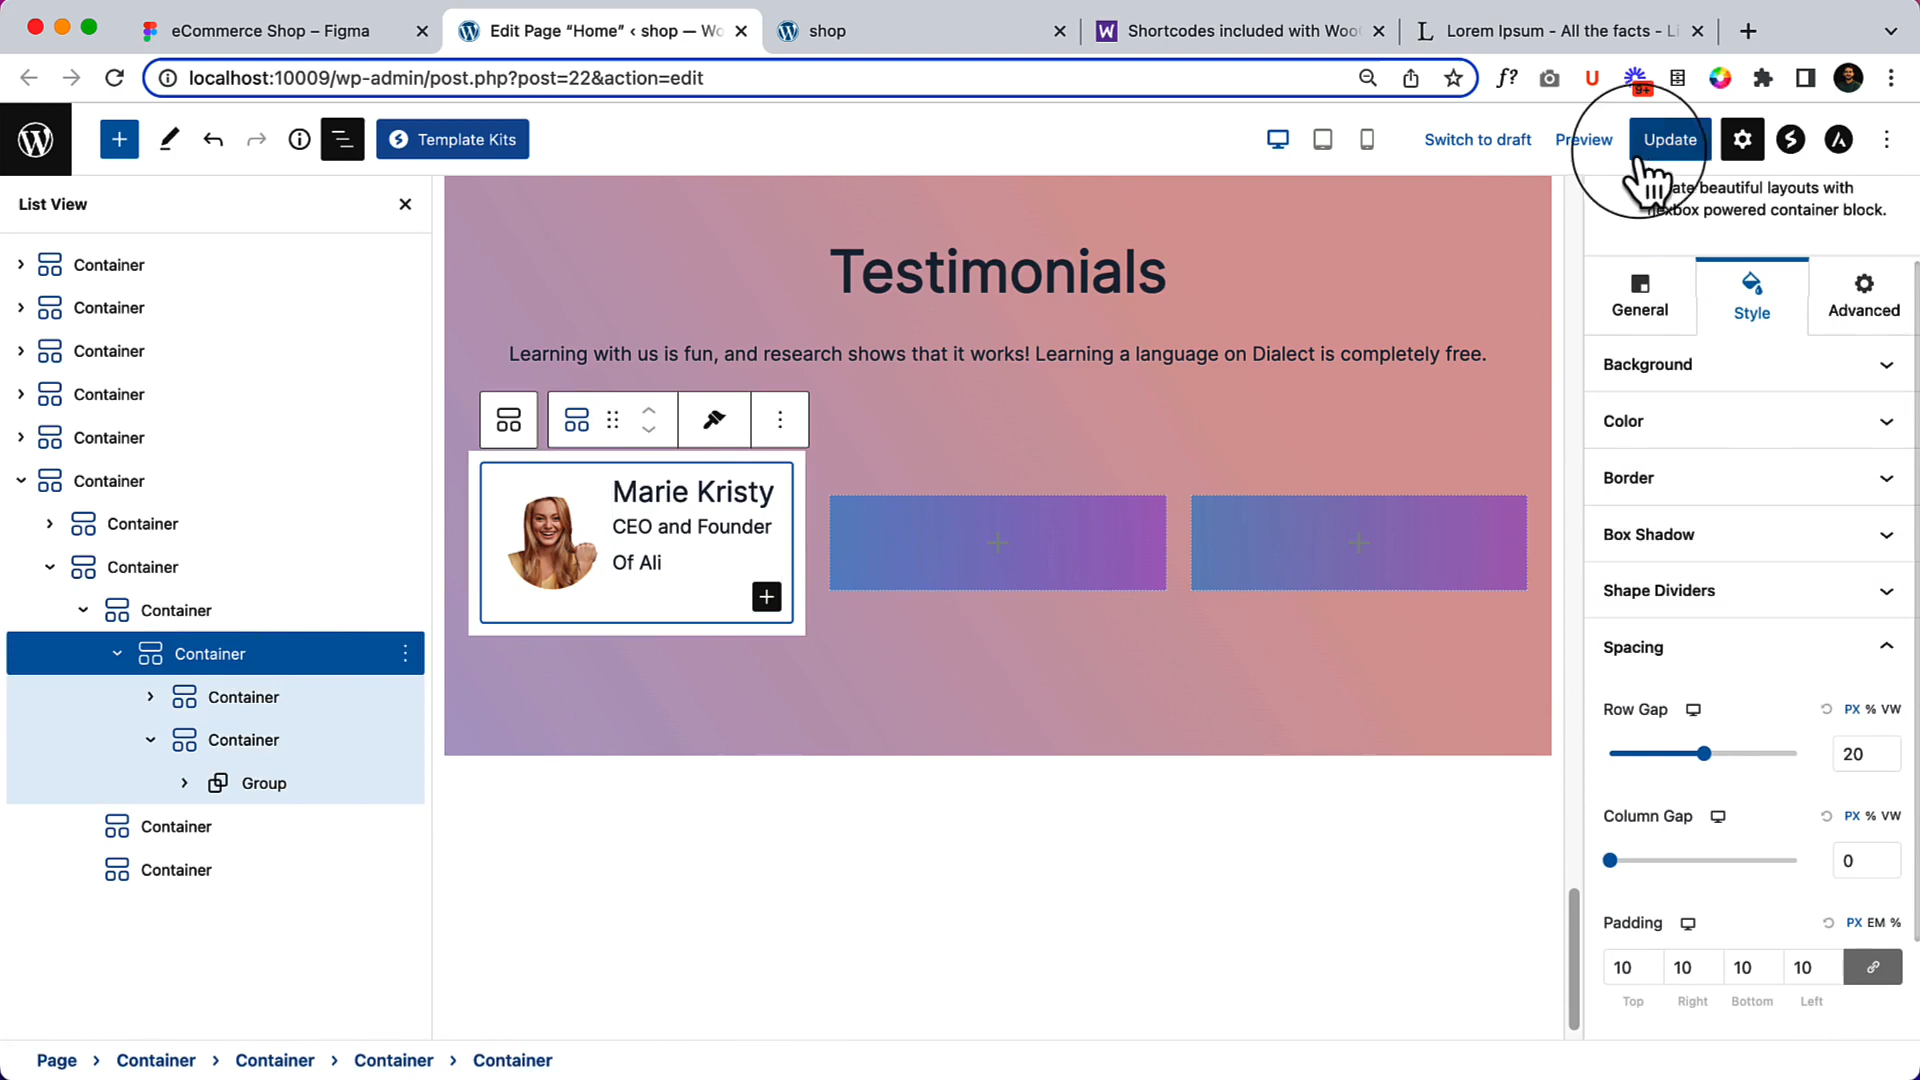 eCommerce Shop – Figma
Edit Page “Home” ‹ shop — Wo
shop
Shortcodes included with Woo
Lorem Ipsum - All the facts - Li
localhost:10009/wp-admin/post.php?post=22&action=edit
f?
U
9+
Template Kits
Switch to draft
Preview
Update
List View
ate beautiful layouts with
flexbox powered container block.
Container
Container
Container
Container
Container
Container
Container
Container
Container
Container
Container
Container
Group
Container
Container
Testimonials
Learning with us is fun, and research shows that it works! Learning a language on Dialect is completely free.
Marie Kristy
CEO and Founder
Of Ali
General
Style
Advanced
Background
Color
Border
Box Shadow
Shape Dividers
Spacing
Row Gap
PX % VW
20
Column Gap
PX % VW
0
Padding
PX EM %
10 10 10 10
Top Right Bottom Left
Page > Container > Container > Container > Container